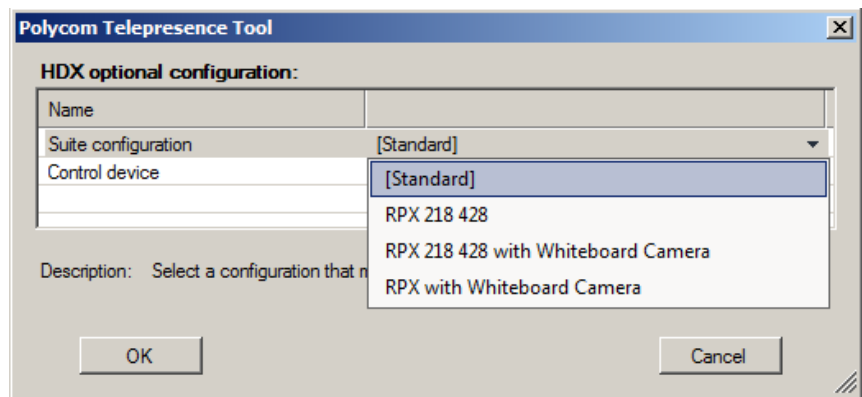 Polycom Telepresence Tool
HDX optional configuration:
Name
Suite configuration [Standard]
Control device
[Standard]
RPX 218 428
RPX 218 428 with Whiteboard Camera
RPX with Whiteboard Camera
Description: Select a configuration that
OK Cancel